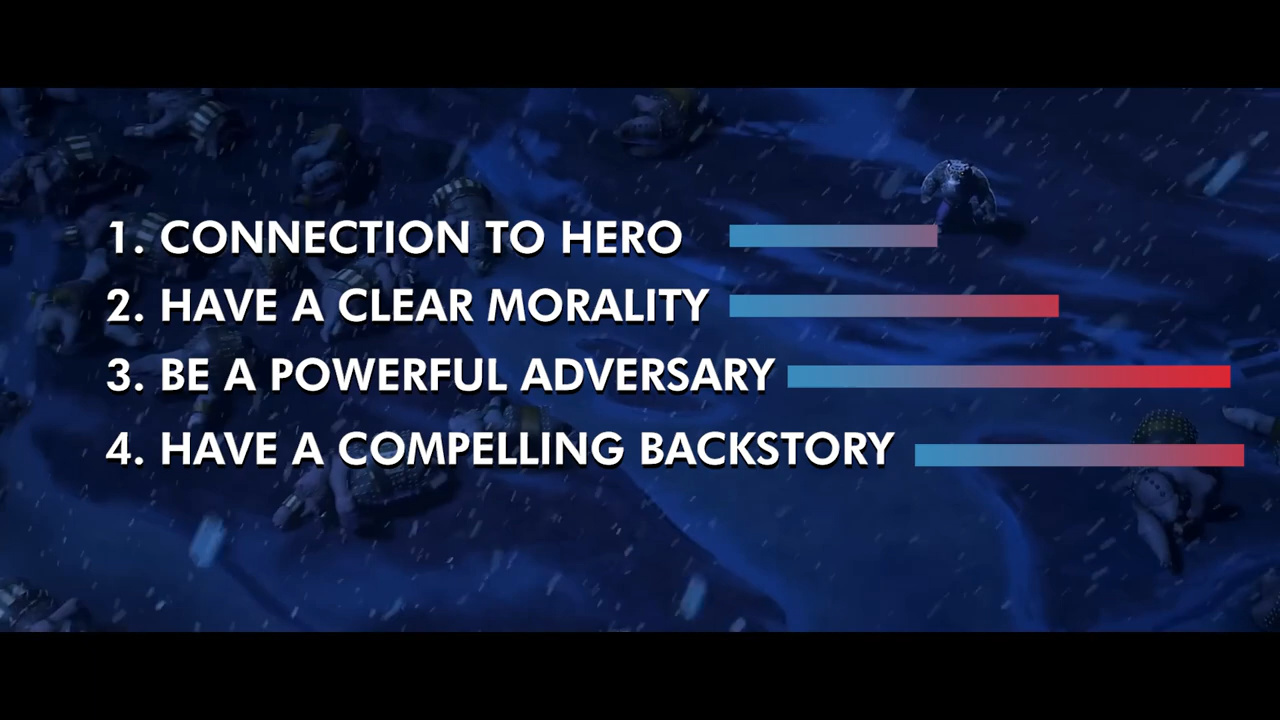 1. CONNECTION TO HERO
2. HAVE A CLEAR MORALITY
3. BE A POWERFUL ADVERSARY
4. HAVE A COMPELLING BACKSTORY